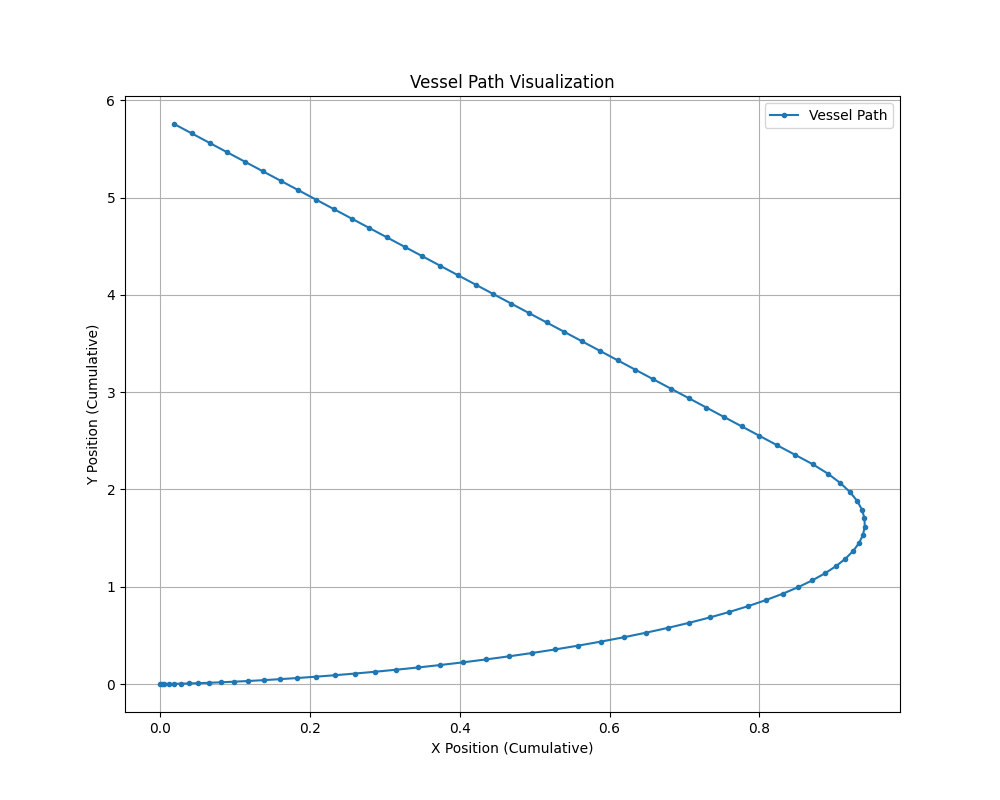 Vessel Path Visualization
Vessel Path
Y Position (Cumulative)
6
5
4
3
2
1
0
0.0 0.2 0.4 0.6 0.8
X Position (Cumulative)